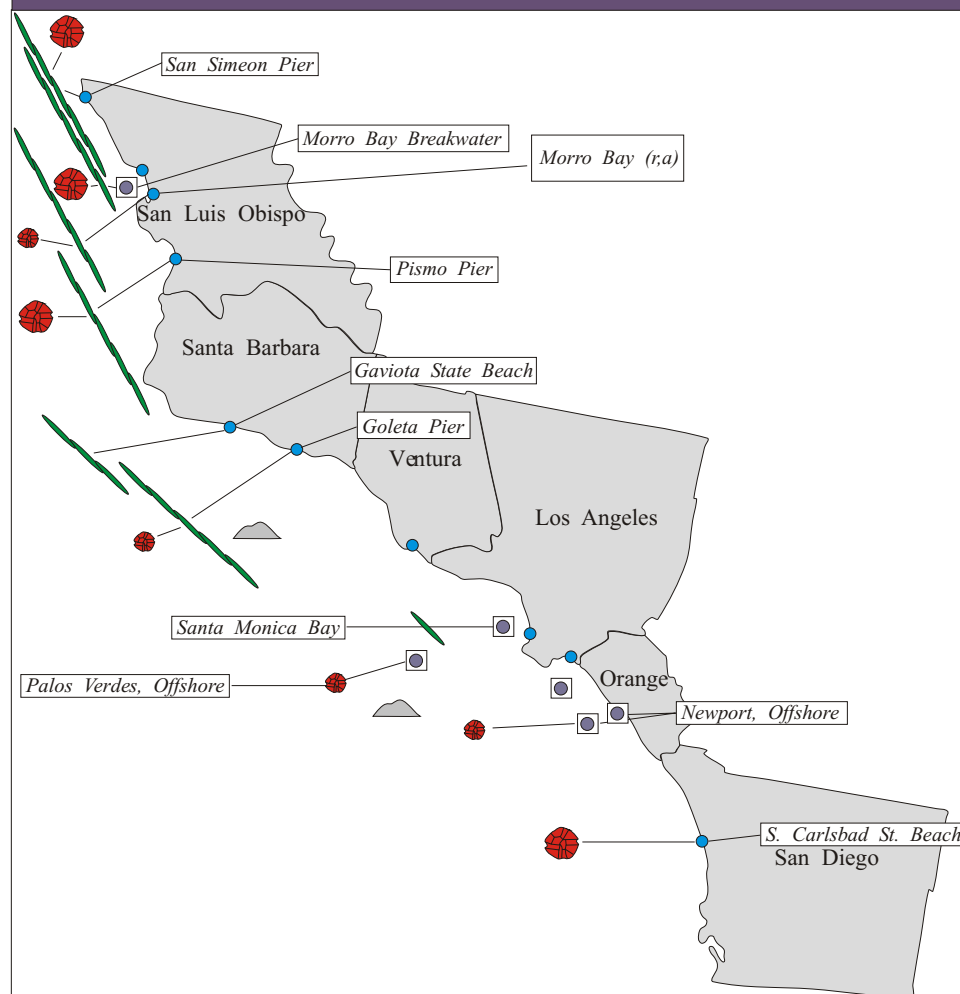 San Simeon Pier
Morro Bay Breakwater
Morro Bay (r,a)
San Luis Obispo
Pismo Pier
Santa Barbara
Gaviota State Beach
Goleta Pier
Ventura
Los Angeles
Santa Monica Bay
Orange
Palos Verdes, Offshore
Newport, Offshore
S. Carlsbad St. Beach
San Diego